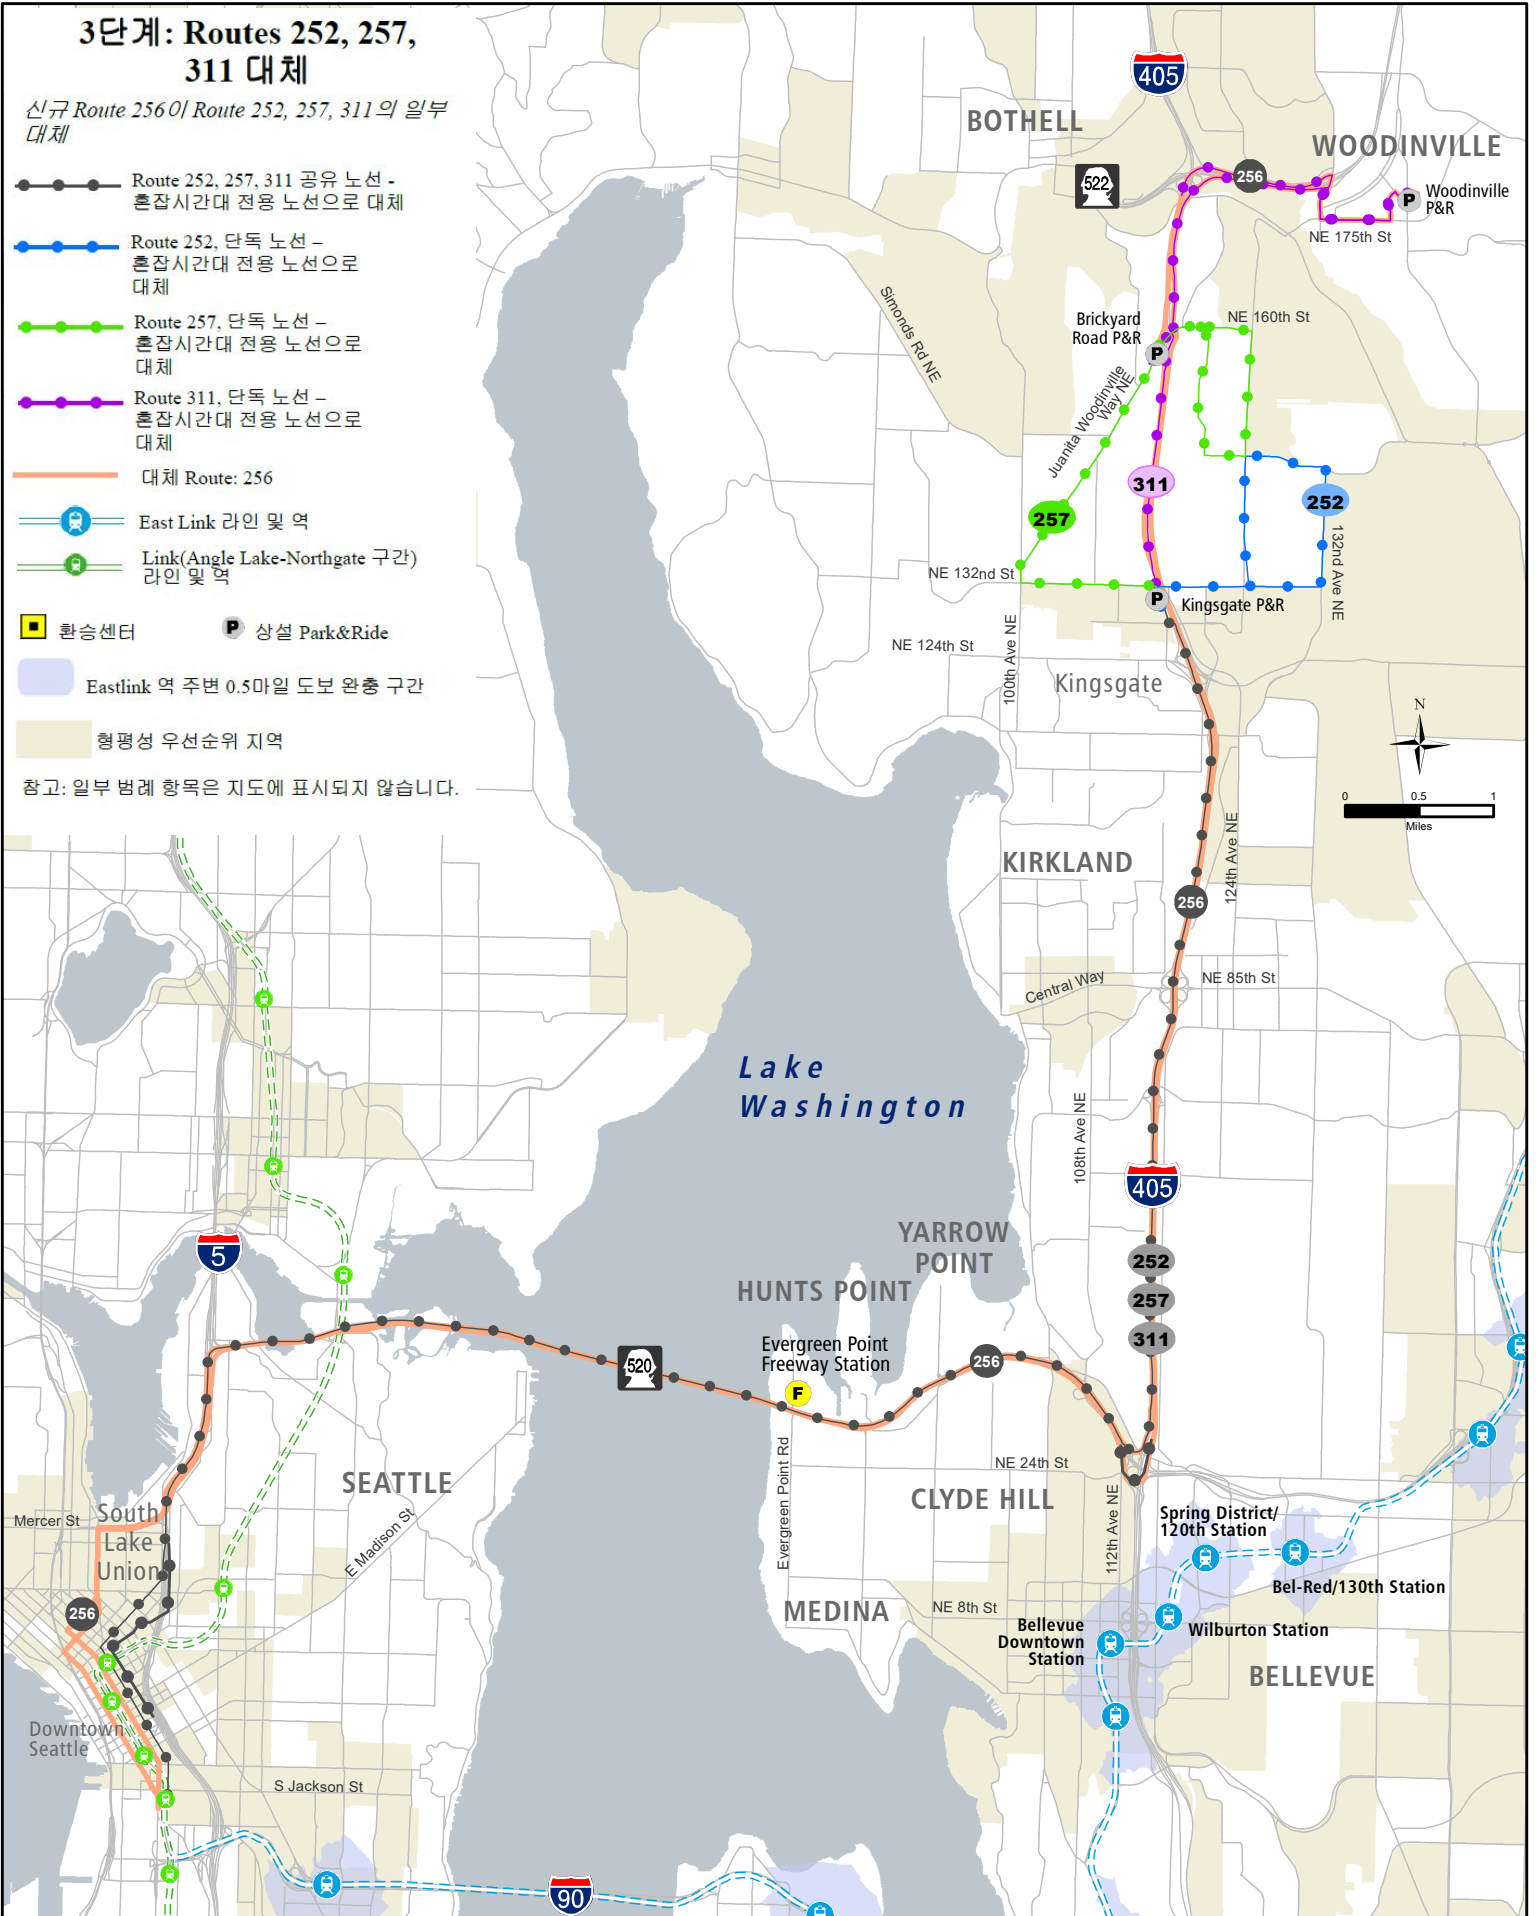 3단계: Routes 252, 257,
311 대체
신규 Route 256이 Route 252, 257, 311의 일부
대체
Route 252, 257, 311 공유 노선 -
혼잡시간대 전용 노선으로 대체
Route 252, 단독 노선 –
혼잡시간대 전용 노선으로
대체
Route 257, 단독 노선 –
혼잡시간대 전용 노선으로
대체
Route 311, 단독 노선 –
혼잡시간대 전용 노선으로
대체
대체 Route: 256
East Link 라인 및 역
Link(Angle Lake-Northgate 구간)
라인 및 역
환승센터
P 상설 Park&Ride
Eastlink 역 주변 0.5마일 도보 완충 구간
형평성 우선순위 지역
참고: 일부 범례 항목은 지도에 표시되지 않습니다.
405
BOTHELL
WOODINVILLE
522
256
P
Woodinville
P&R
NE 175th St
Simonds Rd NE
Brickyard
Road P&R
P
NE 160th St
Juanita Woodinville
Way NE
311
257
252
132nd Ave NE
NE 132nd St
P
Kingsgate P&R
NE 124th St
100th Ave NE
Kingsgate
N
0 0.5 1
Miles
KIRKLAND
124th Ave NE
256
Central Way
NE 85th St
Lake
Washington
108th Ave NE
405
YARROW
POINT
HUNTS POINT
252
257
311
5
Evergreen Point
Freeway Station
F
520
256
Evergreen Point Rd
NE 24th St
SEATTLE
CLYDE HILL
112th Ave NE
Mercer St
South
Lake
Union
E Madison St
Spring District/
120th Station
Bel-Red/130th Station
256
MEDINA
NE 8th St
Bellevue
Downtown
Station
Wilburton Station
BELLEVUE
Downtown
Seattle
S Jackson St
90